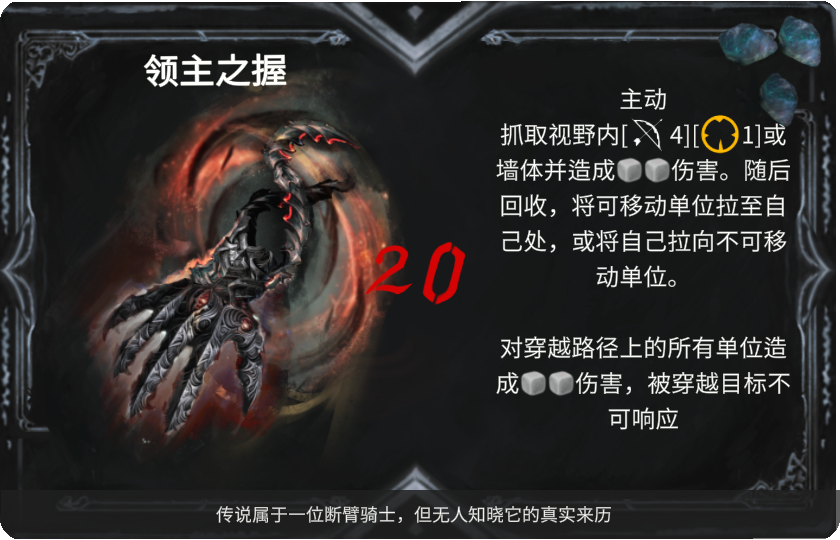 领主之握
主动
抓取视野内[ 4][ 1]或
墙体并造成伤害。随后
回收，将可移动单位拉至自
己处，或将自己拉向不可移
动单位。
20
对穿越路径上的所有单位造
成伤害，被穿越目标不
可响应
传说属于一位断臂骑士，但无人知晓它的真实来历